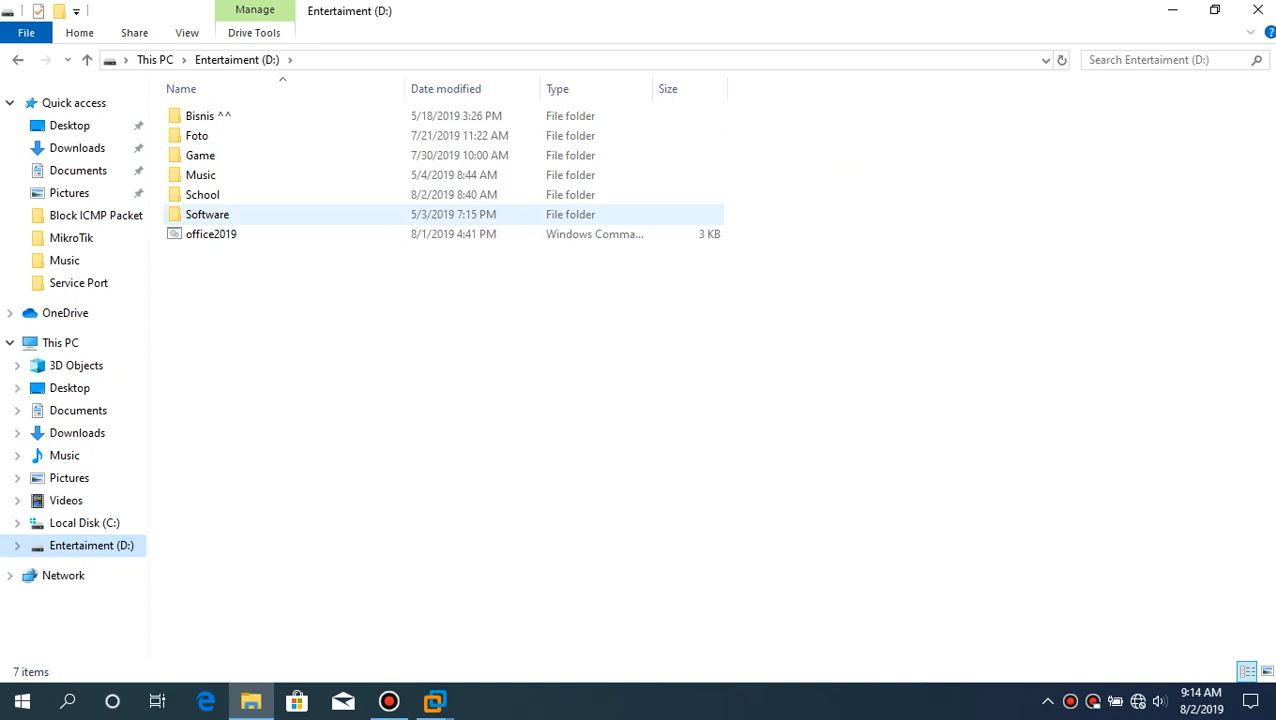 Manage
Entertaiment (D:)
File
Home
Share
View
Drive Tools
This PC
Entertaiment (D:)
Search Entertaiment (D:)
Name
Date modified
Type
Size
Bisnis ^^
5/18/2019 3:26 PM
File folder
Foto
7/21/2019 11:22 AM
File folder
Game
7/30/2019 10:00 AM
File folder
Music
5/4/2019 8:44 AM
File folder
School
8/2/2019 8:40 AM
File folder
Software
5/3/2019 7:15 PM
File folder
office2019
8/1/2019 4:41 PM
Windows Comma...
3 KB
Quick access
Desktop
Downloads
Documents
Pictures
Block ICMP Packet
MikroTik
Music
Service Port
OneDrive
This PC
3D Objects
Desktop
Documents
Downloads
Music
Pictures
Videos
Local Disk (C:)
Entertaiment (D:)
Network
7 items
9:14 AM
8/2/2019